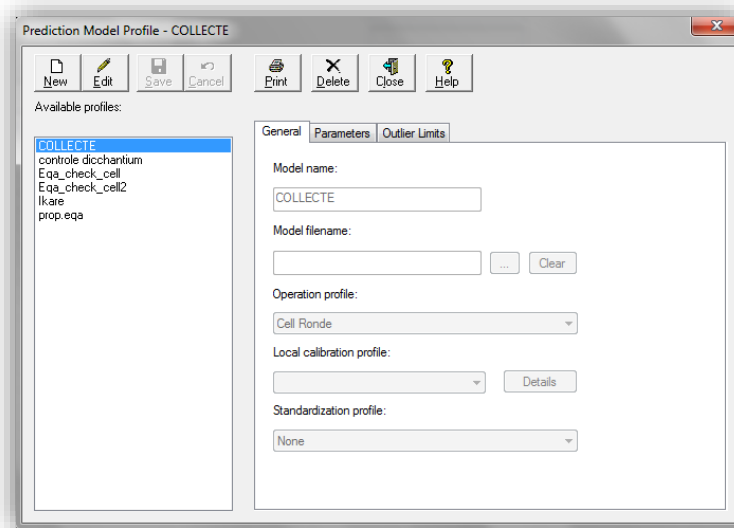 Prediction Model Profile - COLLECTE
New Edit Save Cancel Print Delete Close Help
Available profiles:
COLLECTE
controle dicchantium
Eqa_check_cell
Eqa_check_cell2
Ikare
prop.eqa
General Parameters Outlier Limits
Model name:
COLLECTE
Model filename:
... Clear
Operation profile:
Cell Ronde
Local calibration profile:
Details
Standardization profile:
None